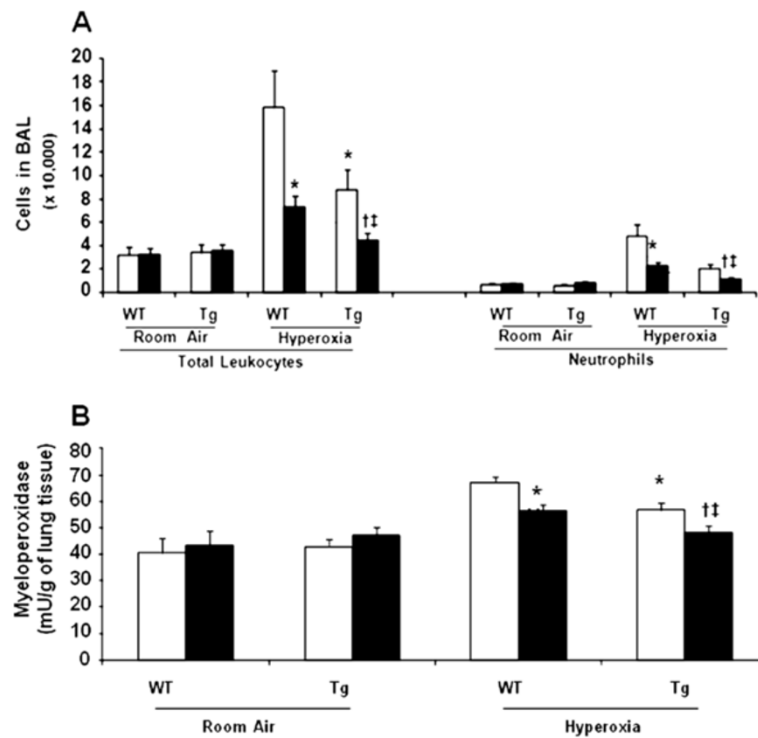 A
Cells in BAL
(x 10,000)
20
18
16
14
12
10
8
6
4
2
0
*
*
†‡
*
†‡
WT Tg WT Tg WT Tg WT Tg
Room Air Hyperoxia Room Air Hyperoxia
Total Leukocytes Neutrophils
B
Myeloperoxidase
(mU/g of lung tissue)
80
70
60
50
40
30
20
10
0
*
*
†‡
WT Tg WT Tg
Room Air Hyperoxia